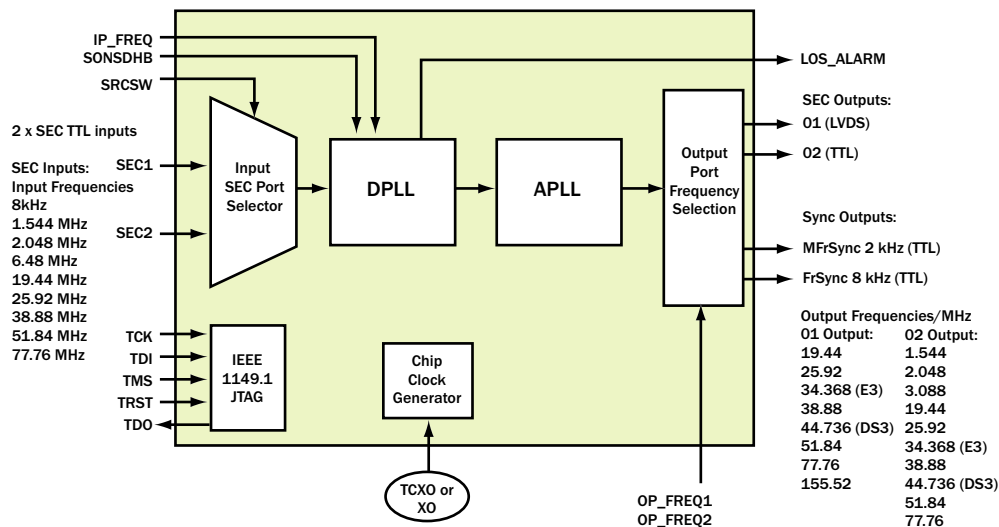 IP_FREQ
SONSDHB
SRCSW
2 x SEC TTL inputs
SEC Inputs:
Input Frequencies
8kHz
1.544 MHz
2.048 MHz
6.48 MHz
19.44 MHz
25.92 MHz
38.88 MHz
51.84 MHz
77.76 MHz
SEC1
SEC2
Input
SEC Port
Selector
DPLL
APLL
Output
Port
Frequency
Selection
LOS_ALARM
SEC Outputs:
01 (LVDS)
02 (TTL)
Sync Outputs:
MFrSync 2 kHz (TTL)
FrSync 8 kHz (TTL)
TCK
TDI
TMS
TRST
TDO
IEEE
1149.1
JTAG
Chip
Clock
Generator
TCXO or
XO
OP_FREQ1
OP_FREQ2
Output Frequencies/MHz
01 Output:
19.44
25.92
34.368 (E3)
38.88
44.736 (DS3)
51.84
77.76
155.52
02 Output:
1.544
2.048
3.088
19.44
25.92
34.368 (E3)
38.88
44.736 (DS3)
51.84
77.76